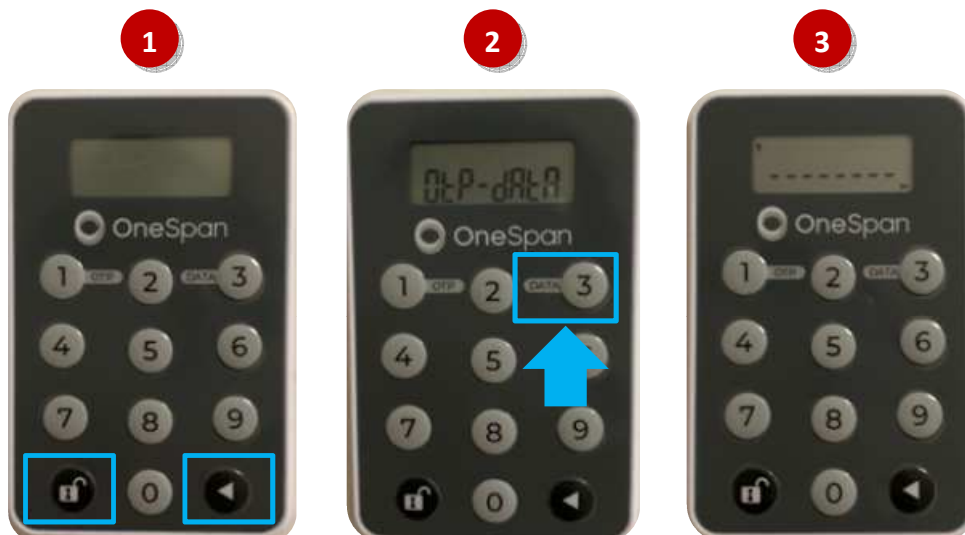 1
OneSpan
1 OTP 2 DATA 3
4 5 6
7 8 9
0
2
OtP-dAtA
OneSpan
1 OTP 2 DATA 3
4 5
7 8 9
0
3
--------
OneSpan
1 OTP 2 DATA 3
4 5 6
7 8 9
0